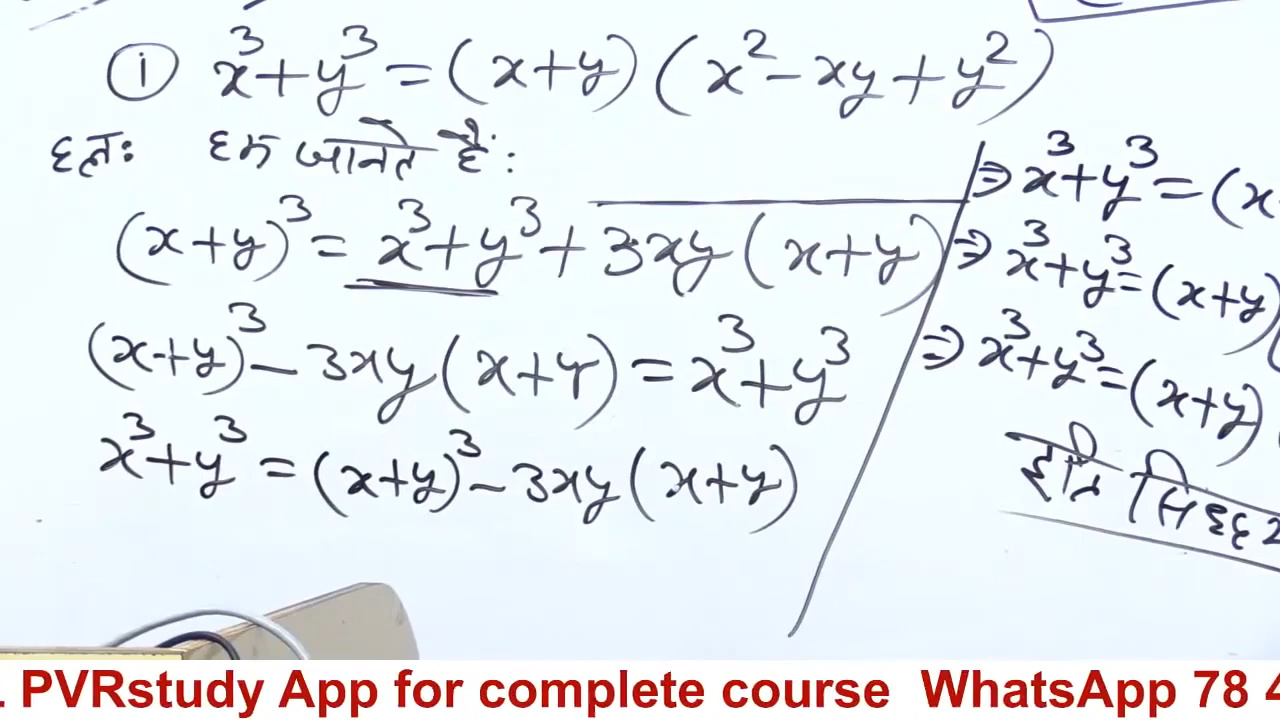 (i) x³+y³ = (x+y) (x²-xy+y²)
हलः हम जानते हैं:
(x+y)³ = x³+y³+3xy(x+y)
(x+y)³-3xy(x+y) = x³+y³
x³+y³ = (x+y)³-3xy(x+y)
⇒ x³+y³ = (x
⇒ x³+y³ = (x+y)(
⇒ x³+y³ = (x+y)
इति सिद्ध
PVRstudy App for complete course WhatsApp 78 4